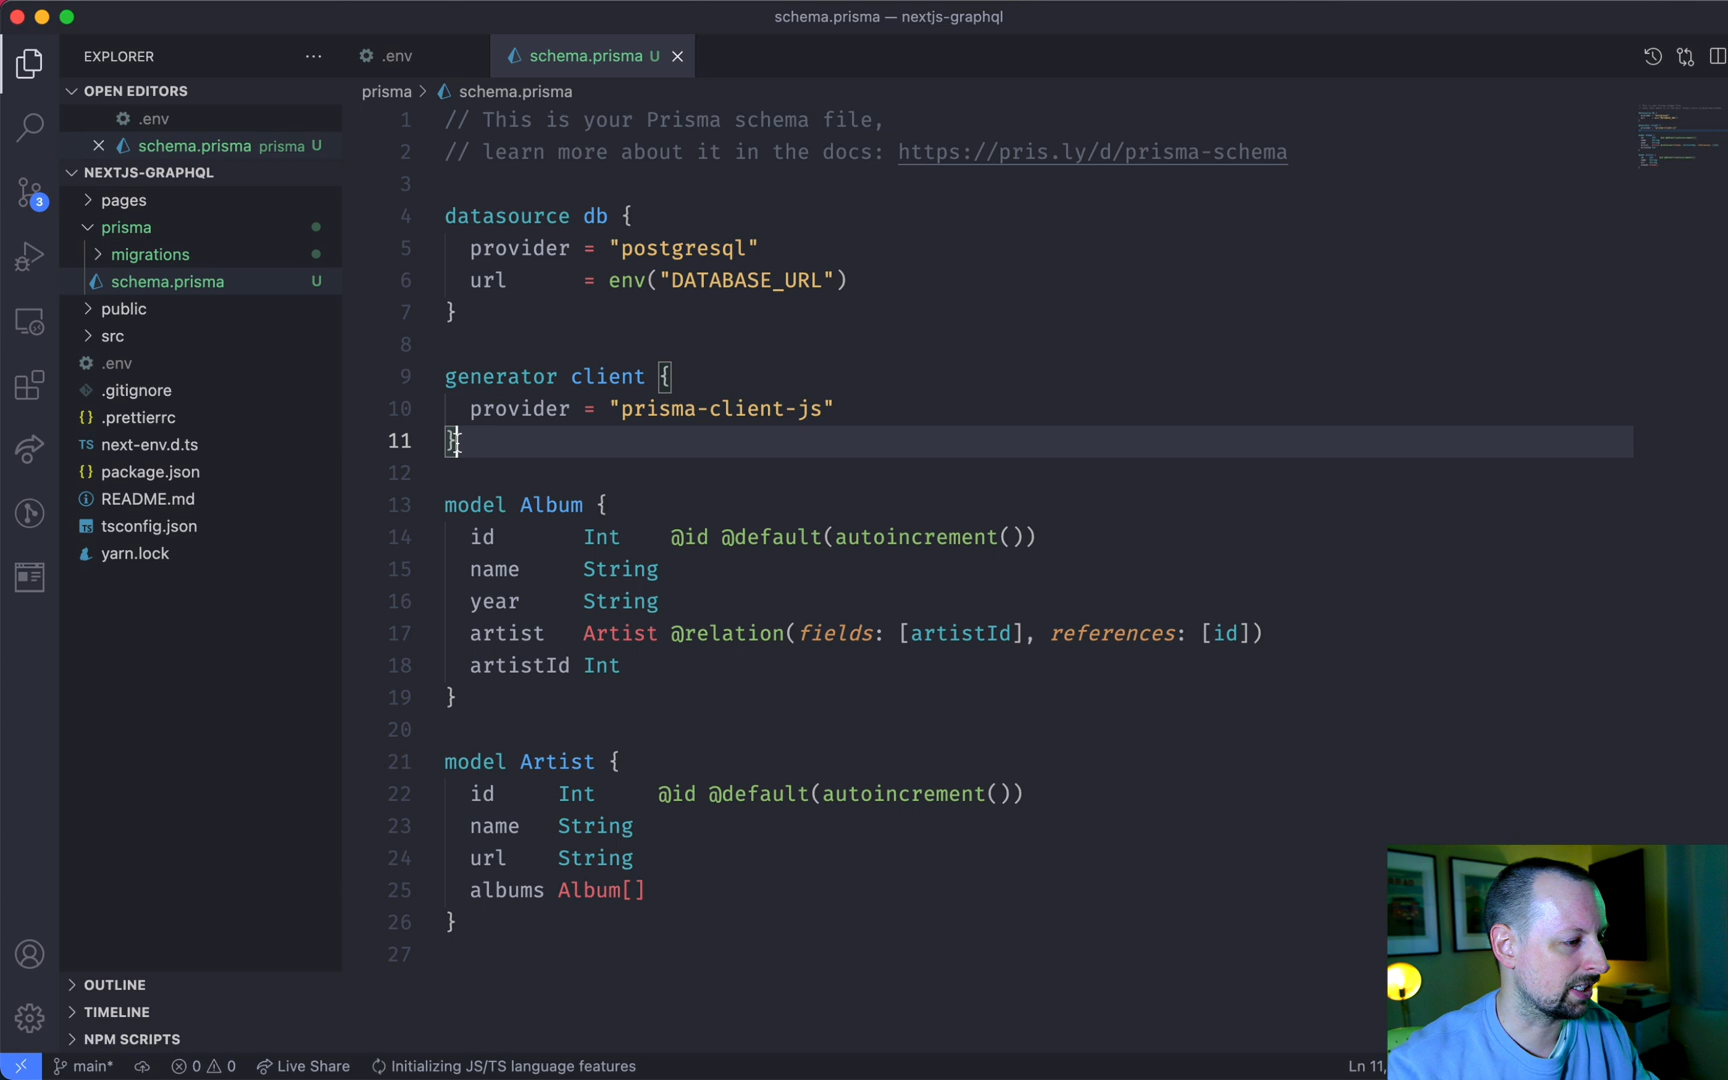 schema.prisma — nextjs-graphql
EXPLORER
.env
schema.prisma U
OPEN EDITORS
.env
schema.prisma prisma U
NEXTJS-GRAPHQL
pages
prisma
migrations
schema.prisma U
public
src
.env
.gitignore
{} .prettierrc
TS next-env.d.ts
{} package.json
README.md
TS tsconfig.json
yarn.lock
OUTLINE
TIMELINE
NPM SCRIPTS
3
prisma > schema.prisma
1 // This is your Prisma schema file,
2 // learn more about it in the docs: https://pris.ly/d/prisma-schema
3
4 datasource db {
5 provider = "postgresql"
6 url = env("DATABASE_URL")
7 }
8
9 generator client {
10 provider = "prisma-client-js"
11 }
12
13 model Album {
14 id Int @id @default(autoincrement())
15 name String
16 year String
17 artist Artist @relation(fields: [artistId], references: [id])
18 artistId Int
19 }
20
21 model Artist {
22 id Int @id @default(autoincrement())
23 name String
24 url String
25 albums Album[]
26 }
27
main* 0 0 Live Share Initializing JS/TS language features Ln 11,